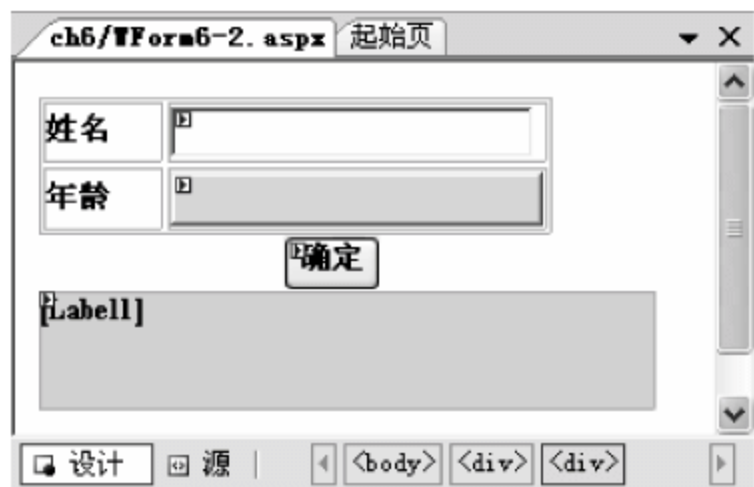 ch6/WForm6-2.aspx 起始页
姓名
年龄
确定
[Label1]
设计 源 <body> <div> <div>